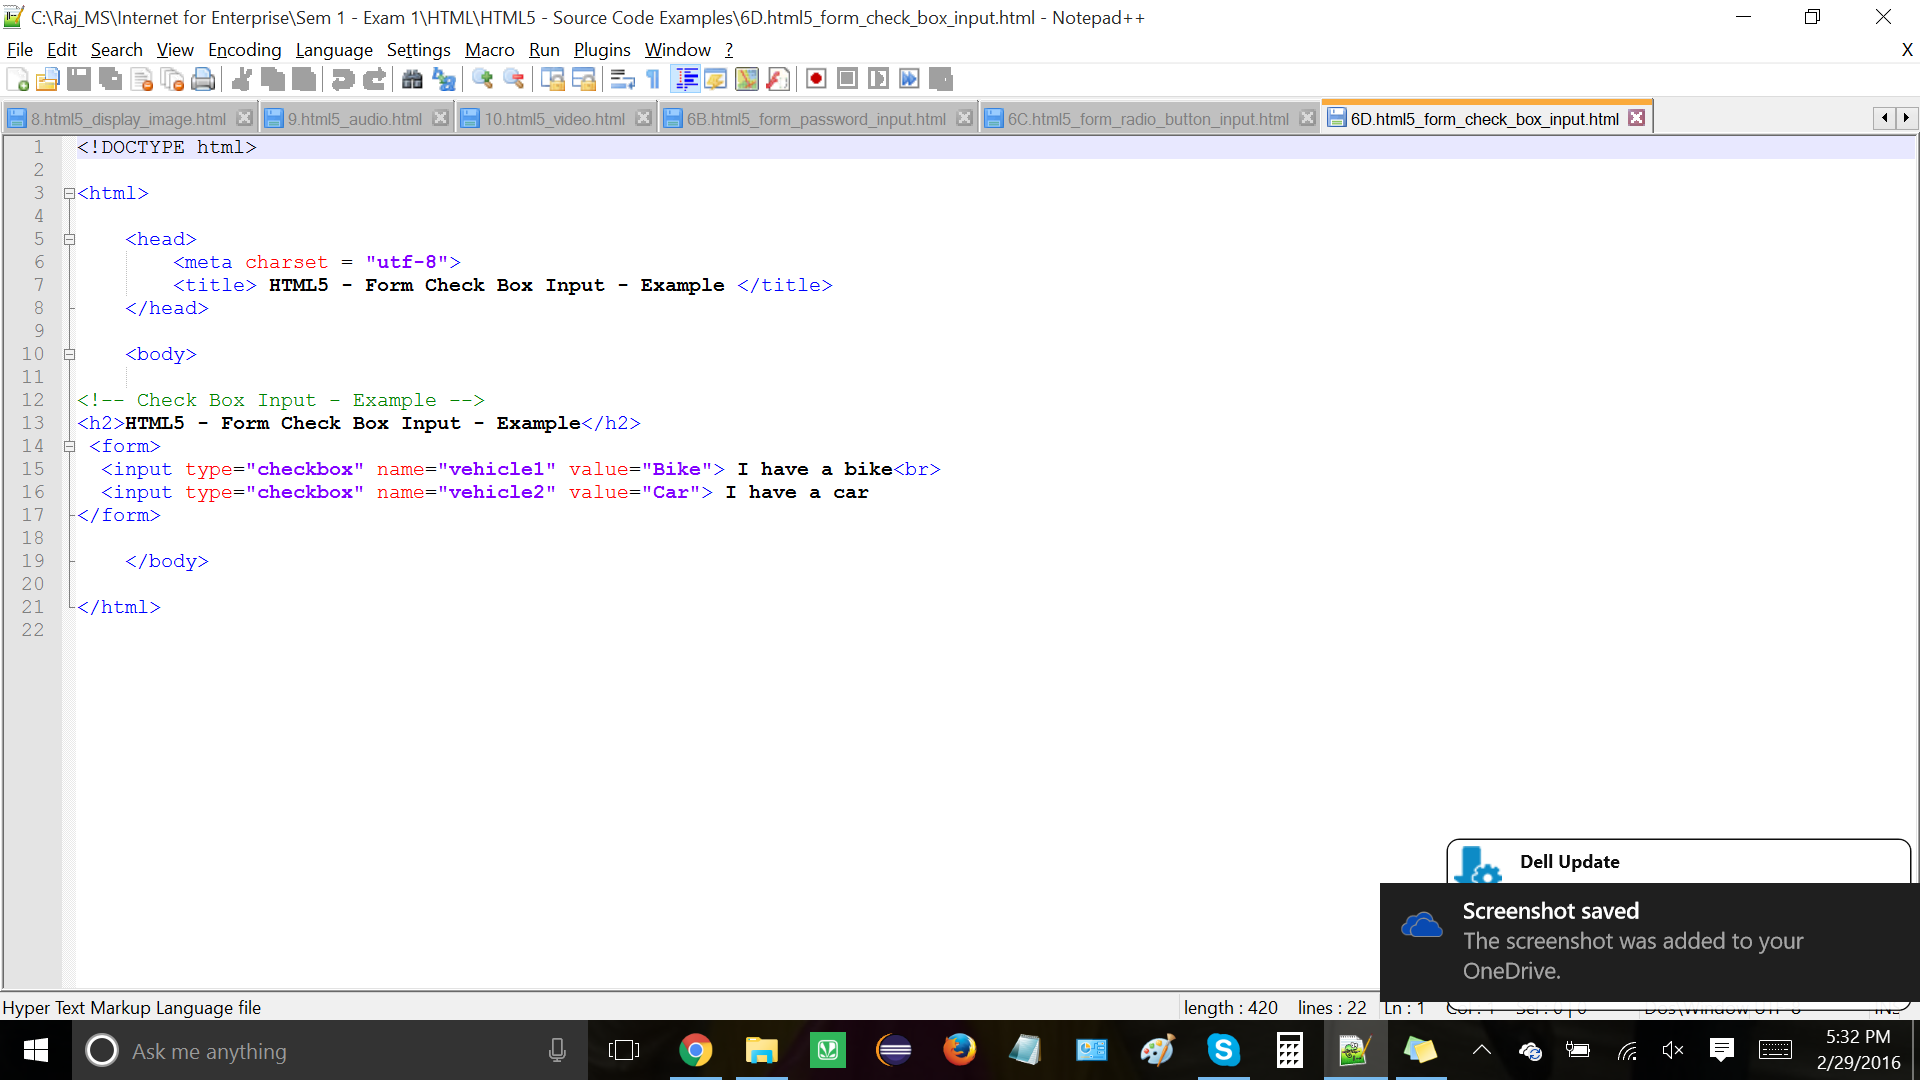 C:\Raj_MS\Internet for Enterprise\Sem 1 - Exam 1\HTML\HTML5 - Source Code Examples\6D.html5_form_check_box_input.html - Notepad++
File Edit Search View Encoding Language Settings Macro Run Plugins Window ? X
8.html5_display_image.html 9.html5_audio.html 10.html5_video.html 6B.html5_form_password_input.html 6C.html5_form_radio_button_input.html 6D.html5_form_check_box_input.html
1 <!DOCTYPE html>
2
3 <html>
4
5 <head>
6 <meta charset = "utf-8">
7 <title> HTML5 - Form Check Box Input - Example </title>
8 </head>
9
10 <body>
11
12 <!-- Check Box Input - Example -->
13 <h2>HTML5 - Form Check Box Input - Example</h2>
14 <form>
15 <input type="checkbox" name="vehicle1" value="Bike"> I have a bike<br>
16 <input type="checkbox" name="vehicle2" value="Car"> I have a car
17 </form>
18
19 </body>
20
21 </html>
22
Dell Update
Screenshot saved
The screenshot was added to your
OneDrive.
Hyper Text Markup Language file length : 420 lines : 22 Ln : 1
Ask me anything
5:32 PM
2/29/2016